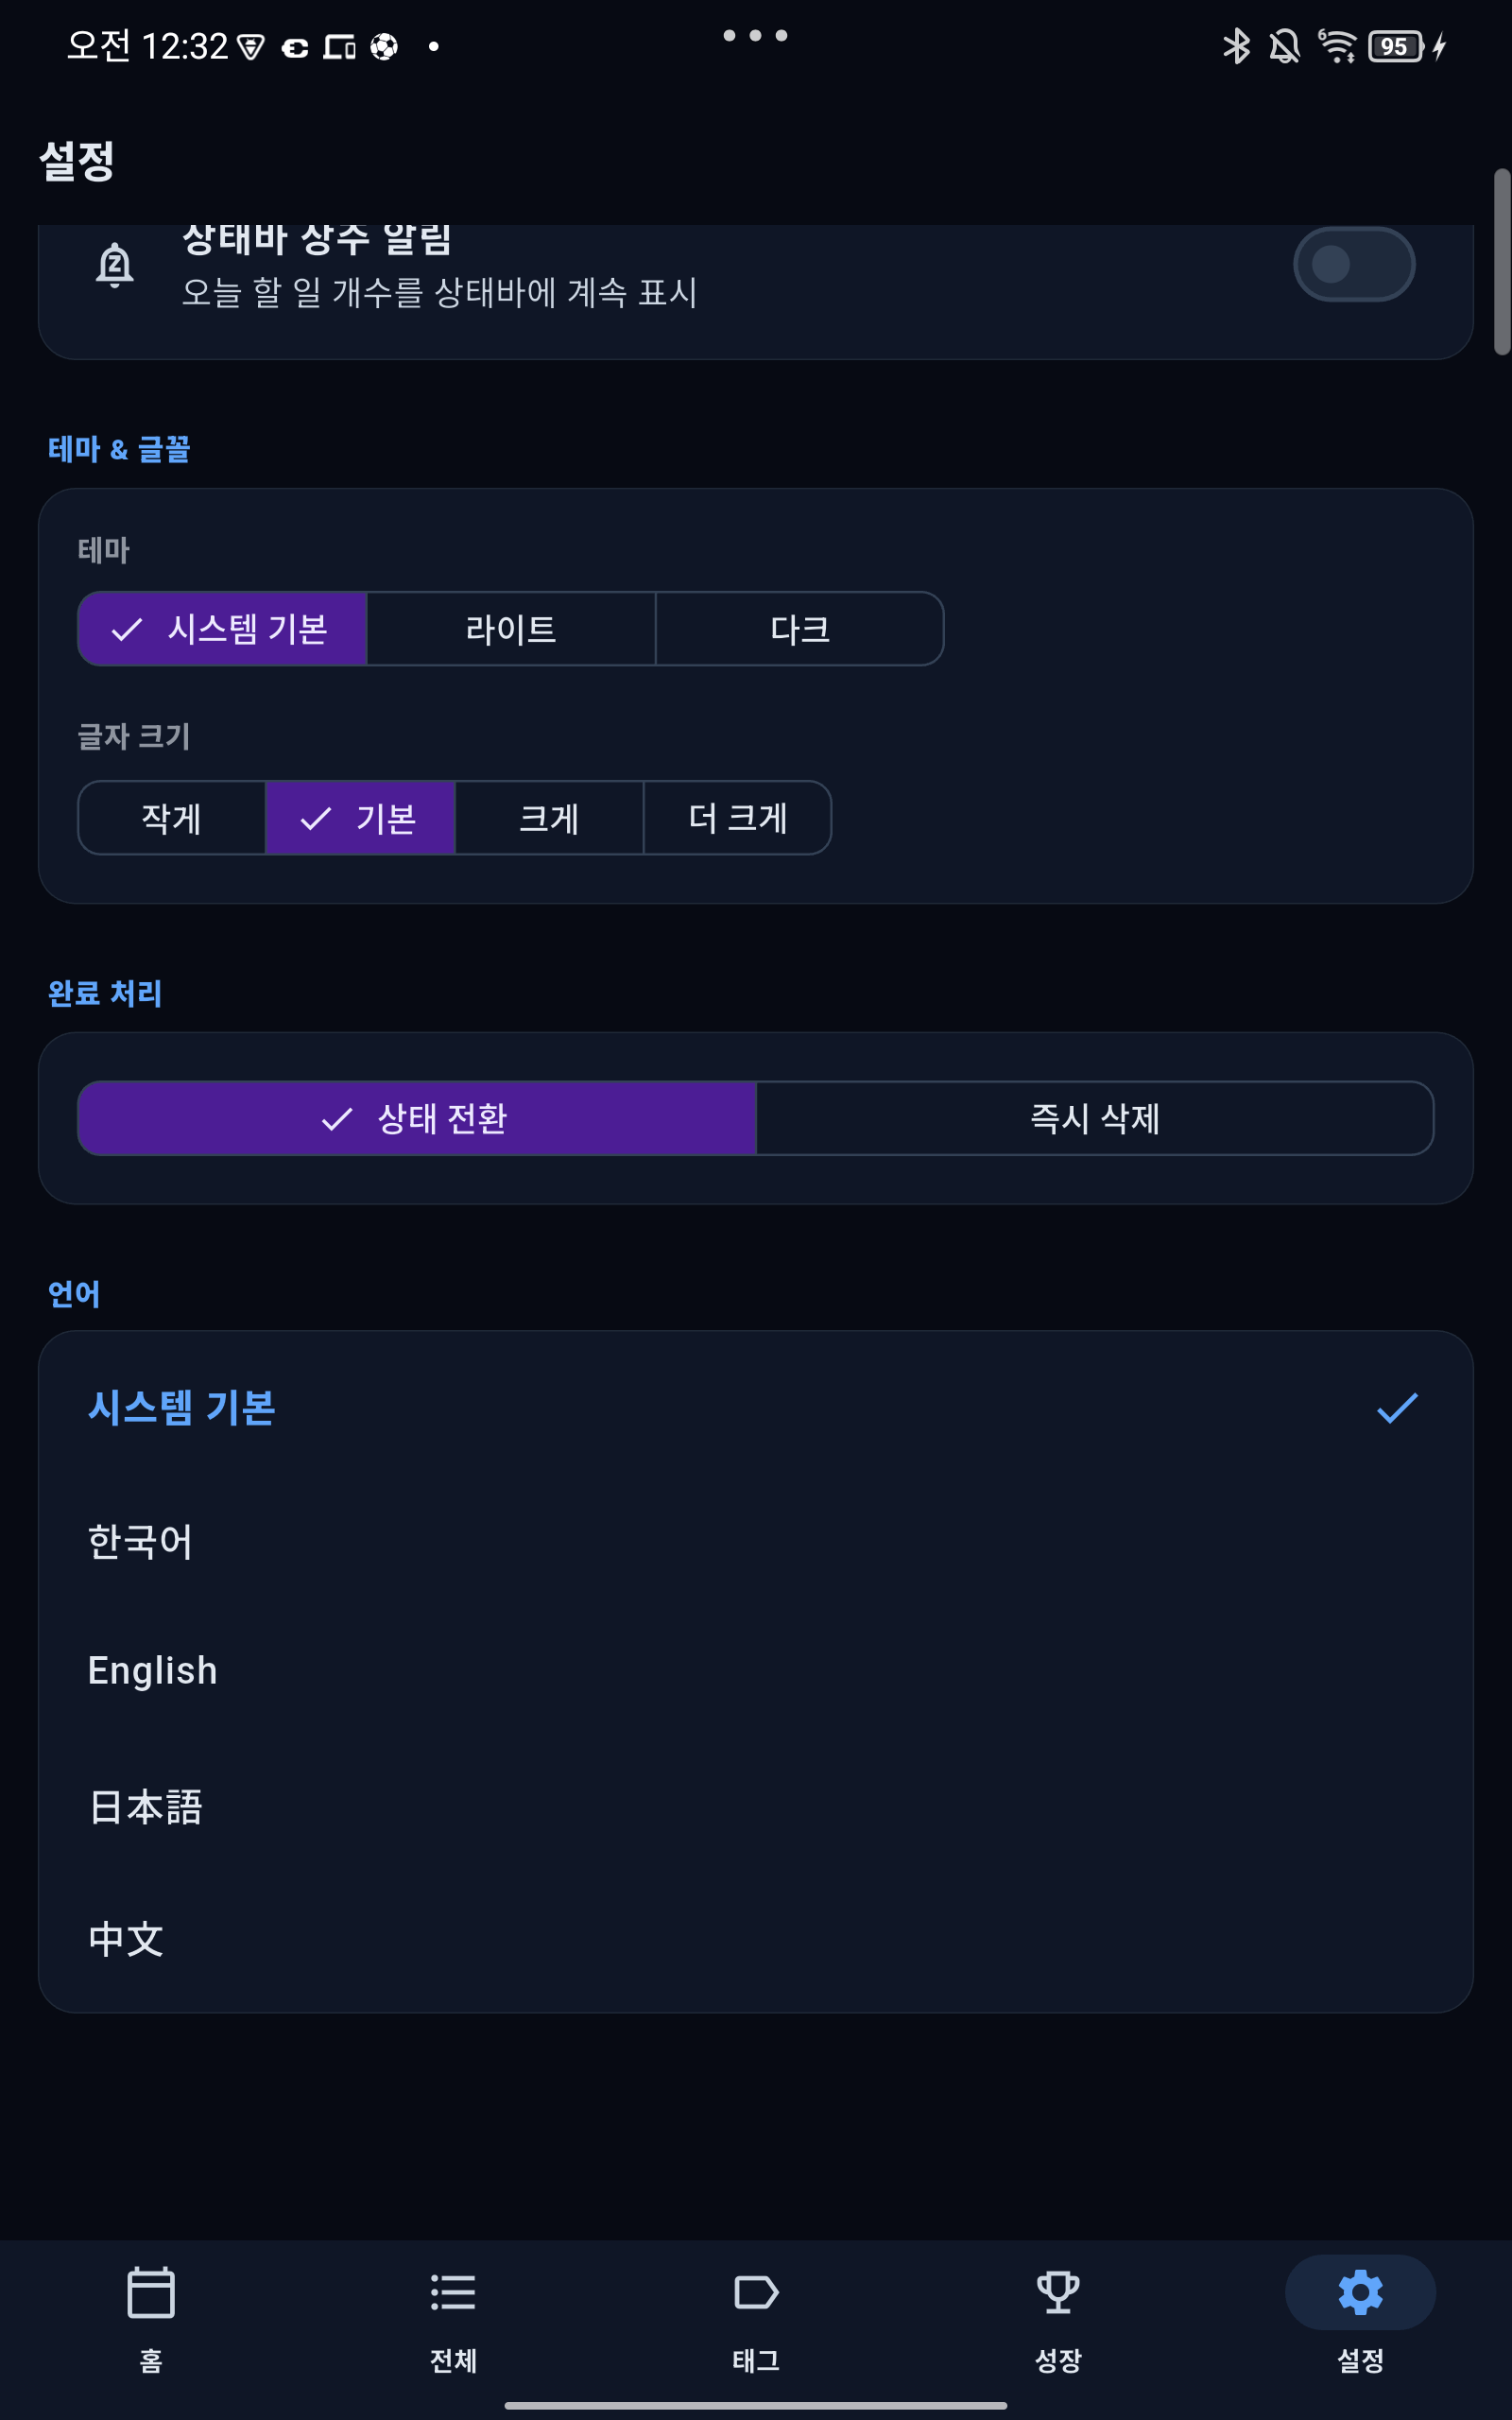 오전 12:32
6
95
설정
상태바 상주 알림
오늘 할 일 개수를 상태바에 계속 표시
테마 & 글꼴
테마
시스템 기본
라이트
다크
글자 크기
작게
기본
크게
더 크게
완료 처리
상태 전환
즉시 삭제
언어
시스템 기본
한국어
English
日本語
中文
홈
전체
태그
성장
설정